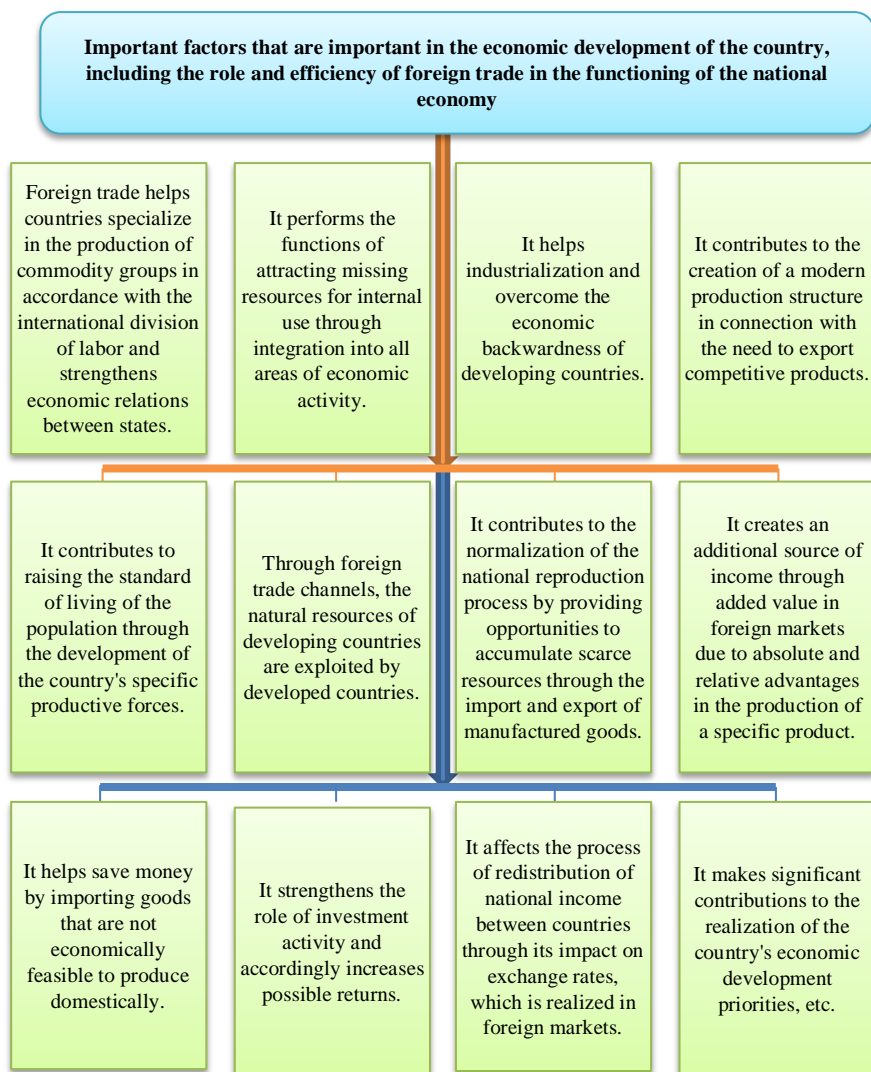 Important factors that are important in the economic development of the country,
including the role and efficiency of foreign trade in the functioning of the national
economy
Foreign trade helps
countries specialize
in the production of
commodity groups in
accordance with the
international division
of labor and
strengthens
economic relations
between states.
It performs the
functions of
attracting missing
resources for internal
use through
integration into all
areas of economic
activity.
It helps
industrialization and
overcome the
economic
backwardness of
developing countries.
It contributes to the
creation of a modern
production structure
in connection with
the need to export
competitive products.
It contributes to
raising the standard
of living of the
population through
the development of
the country's specific
productive forces.
Through foreign
trade channels, the
natural resources of
developing countries
are exploited by
developed countries.
It contributes to the
normalization of the
national reproduction
process by providing
opportunities to
accumulate scarce
resources through the
import and export of
manufactured goods.
It creates an
additional source of
income through
added value in
foreign markets
due to absolute and
relative advantages
in the production of
a specific product.
It helps save money
by importing goods
that are not
economically
feasible to produce
domestically.
It strengthens the
role of investment
activity and
accordingly increases
possible returns.
It affects the process
of redistribution of
national income
between countries
through its impact on
exchange rates,
which is realized in
foreign markets.
It makes significant
contributions to the
realization of the
country's economic
development
priorities, etc.